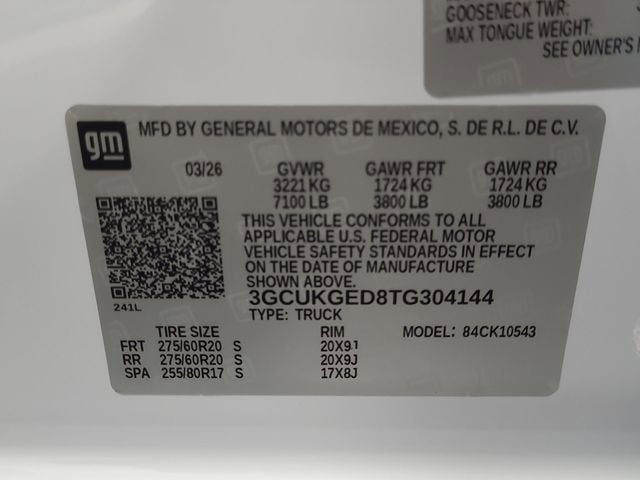 GOOSENECK TWR:
MAX TONGUE WEIGHT:
SEE OWNER'S
gm
MFD BY GENERAL MOTORS DE MEXICO, S. DE R.L. DE C.V.
03/26 GVWR GAWR FRT GAWR RR
3221 KG 1724 KG 1724 KG
7100 LB 3800 LB 3800 LB
THIS VEHICLE CONFORMS TO ALL
APPLICABLE U.S. FEDERAL MOTOR
VEHICLE SAFETY STANDARDS IN EFFECT
ON THE DATE OF MANUFACTURE
SHOWN ABOVE.
241L
3GCUKGED8TG304144
TYPE: TRUCK
TIRE SIZE RIM MODEL: 84CK10543
FRT 275/60R20 S 20X9J
RR 275/60R20 S 20X9J
SPA 255/80R17 S 17X8J